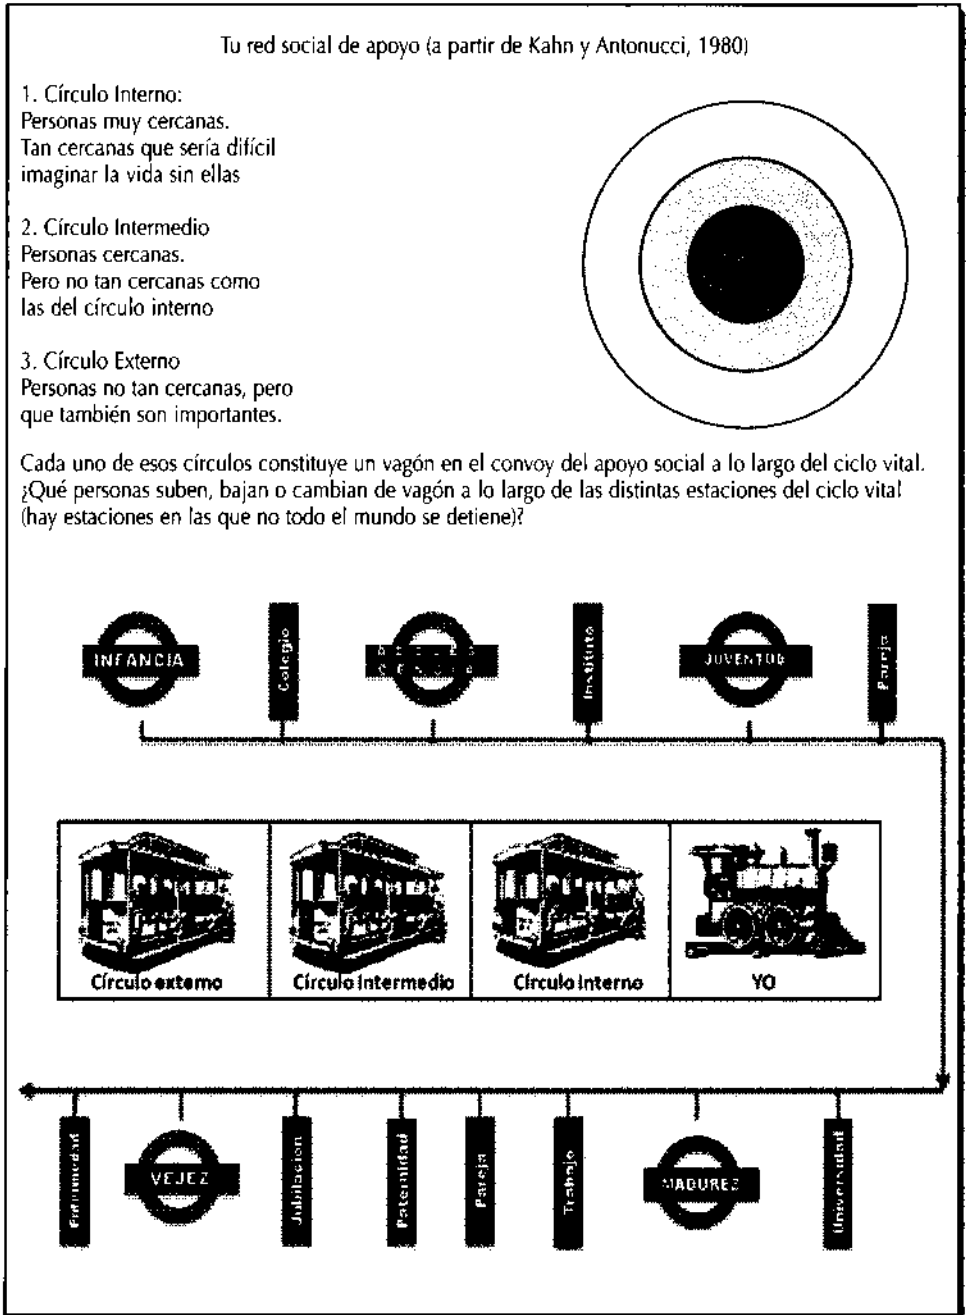 Tu red social de apoyo (a partir de Kahn y Antonucci, 1980)
1. Círculo Interno:
Personas muy cercanas.
Tan cercanas que sería difícil
imaginar la vida sin ellas
2. Círculo Intermedio
Personas cercanas.
Pero no tan cercanas como
las del círculo interno
3. Círculo Externo
Personas no tan cercanas, pero
que también son importantes.
Cada uno de esos círculos constituye un vagón en el convoy del apoyo social a lo largo del ciclo vital.
¿Qué personas suben, bajan o cambian de vagón a lo largo de las distintas estaciones del ciclo vital
(hay estaciones en las que no todo el mundo se detiene)?
INFANCIA
Colegio
Instituto
JUVENTUD
Pareja
Círculo externo
Círculo Intermedio
Círculo Interno
YO
Enfermedad
VEJEZ
Jubilación
Paternidad
Pareja
Trabajo
MADUREZ
Universidad